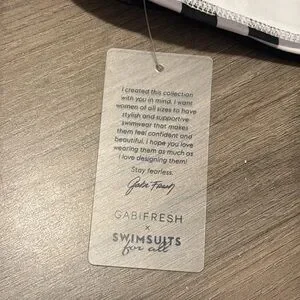 I created this collection
with you in mind. I want
women of all sizes to have
stylish and supportive
swimwear that makes
them feel confident and
beautiful. I hope you love
wearing them as much as
I love designing them!
Stay fearless.
Gabi Fresh
GABIFRESH
x
SWIMSUITS
for all